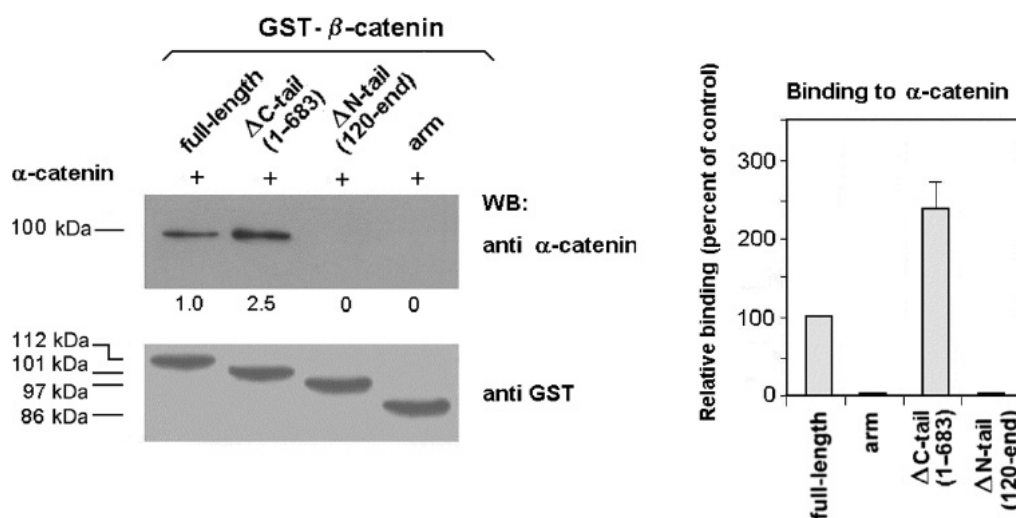 GST - β-catenin
full-length
ΔC-tail
(1–683)
ΔN-tail
(120-end)
arm
α-catenin + + + +
100 kDa
WB:
anti α-catenin
1.0 2.5 0 0
112 kDa
101 kDa
97 kDa
86 kDa
anti GST
Binding to α-catenin
Relative binding (percent of control)
300
200
100
0
full-length
arm
ΔC-tail
(1–683)
ΔN-tail
(120-end)